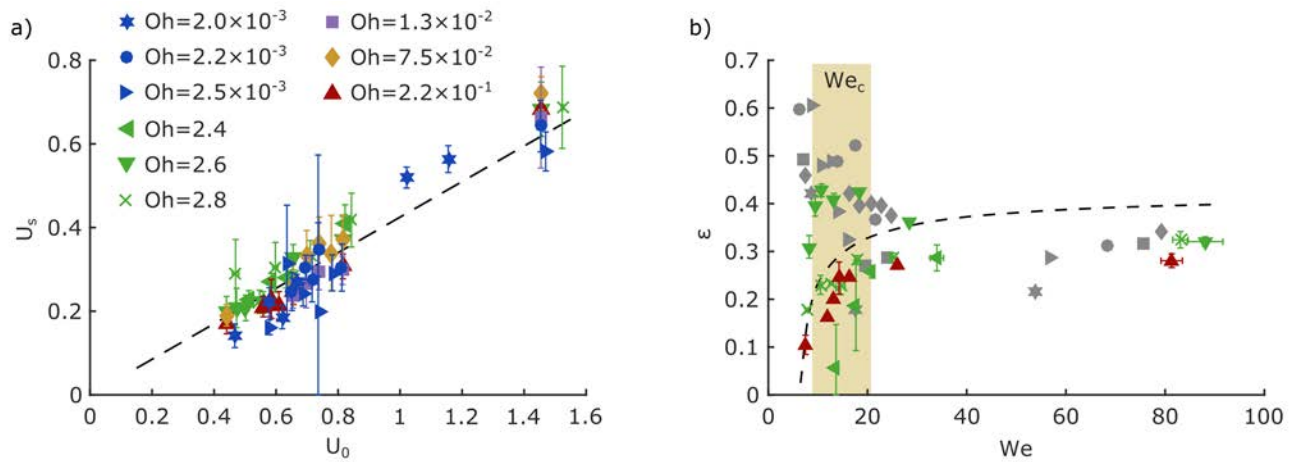 a)
Oh=2.0×10⁻³
Oh=2.2×10⁻³
Oh=2.5×10⁻³
Oh=2.4
Oh=2.6
Oh=2.8
Oh=1.3×10⁻²
Oh=7.5×10⁻²
Oh=2.2×10⁻¹
0.8
0.6
0.4
0.2
0
Uₛ
0 0.2 0.4 0.6 0.8 1 1.2 1.4 1.6
U₀
b)
We_c
0.7
0.6
0.5
0.4
0.3
0.2
0.1
0
ε
0 20 40 60 80 100
We